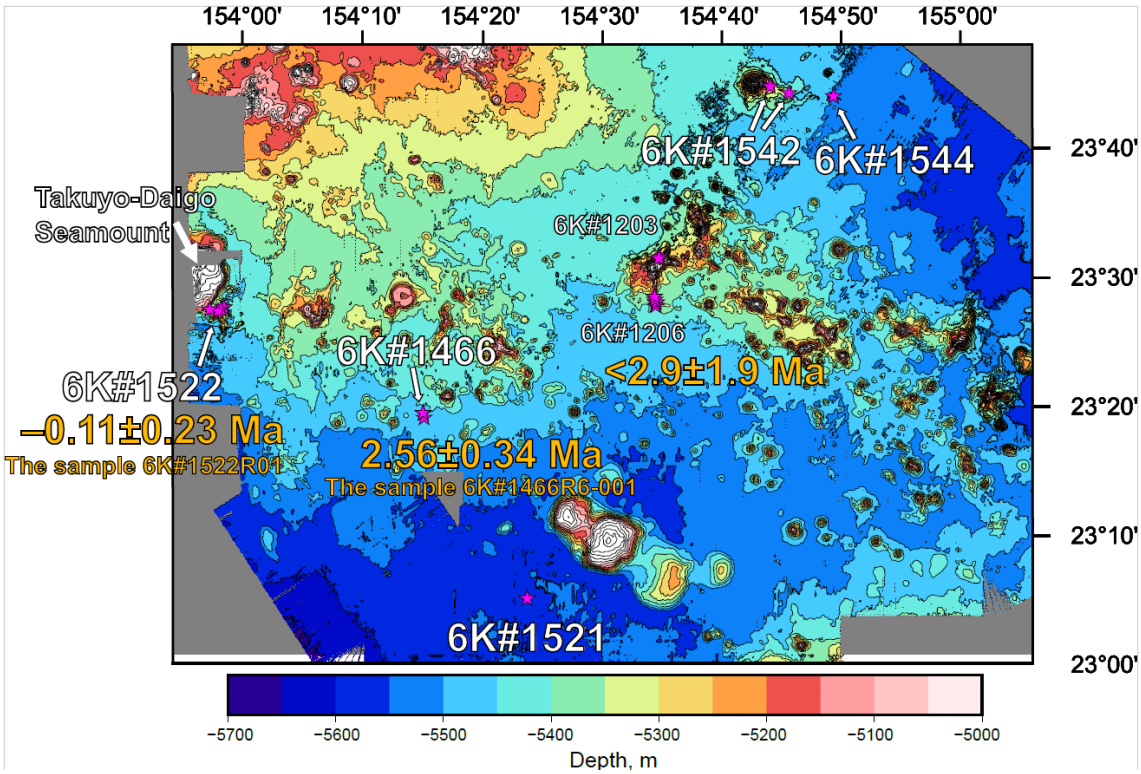 154°00'
154°10'
154°20'
154°30'
154°40'
154°50'
155°00'
6K#1542
6K#1544
23°40'
Takuyo-Daigo
Seamount
6K#1203
23°30'
6K#1206
6K#1466
<2.9±1.9 Ma
6K#1522
23°20'
–0.11±0.23 Ma
The sample 6K#1522R01
2.56±0.34 Ma
The sample 6K#1466R6-001
23°10'
6K#1521
23°00'
−5700
−5600
−5500
−5400
−5300
−5200
−5100
−5000
Depth, m